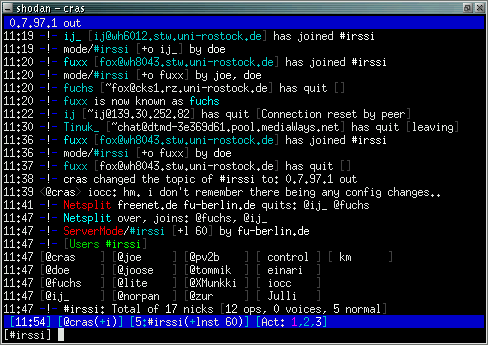 shodan - cras
0.7.97.1 out
11:19 -!- ij_ [ij@wh6012.stw.uni-rostock.de] has joined #irssi
11:19 -!- mode/#irssi [+o ij_] by doe
11:20 -!- fuxx [fox@wh8043.stw.uni-rostock.de] has joined #irssi
11:20 -!- mode/#irssi [+o fuxx] by joe, doe
11:20 -!- fuchs [~fox@cks1.rz.uni-rostock.de] has quit []
11:20 -!- fuxx is now known as fuchs
11:22 -!- ij [~ij@139.30.252.82] has quit [Connection reset by peer]
11:30 -!- Tinuk_ [~chat@dtmd-3e369d61.pool.mediaWays.net] has quit [leaving]
11:36 -!- fuxx [fox@wh8043.stw.uni-rostock.de] has joined #irssi
11:36 -!- mode/#irssi [+o fuxx] by doe
11:37 -!- fuxx [fox@wh8043.stw.uni-rostock.de] has quit []
11:38 -!- cras changed the topic of #irssi to: 0.7.97.1 out
11:39 <@cras> iocc: hm. i don't remember there being any config changes..
11:41 -!- Netsplit freenet.de fu-berlin.de quits: @ij_ @fuchs
11:47 -!- Netsplit over, joins: @fuchs, @ij_
11:47 -!- ServerMode/#irssi [+l 60] by fu-berlin.de
11:47 -!- [Users #irssi]
11:47 [@cras ] [@joe ] [@pv2b ] [ control] [ km ]
11:47 [@doe ] [@joose ] [@tommik ] [ einari ]
11:47 [@fuchs ] [@lite ] [@XMunkki] [ iocc ]
11:47 [@ij_ ] [@norpan ] [@zur ] [ Julli ]
11:47 -!- #irssi: Total of 17 nicks [12 ops, 0 voices, 5 normal]
[11:54] [@cras(+i)] [5:#irssi(+lnst 60)] [Act: 1,2,3]
[#irssi]